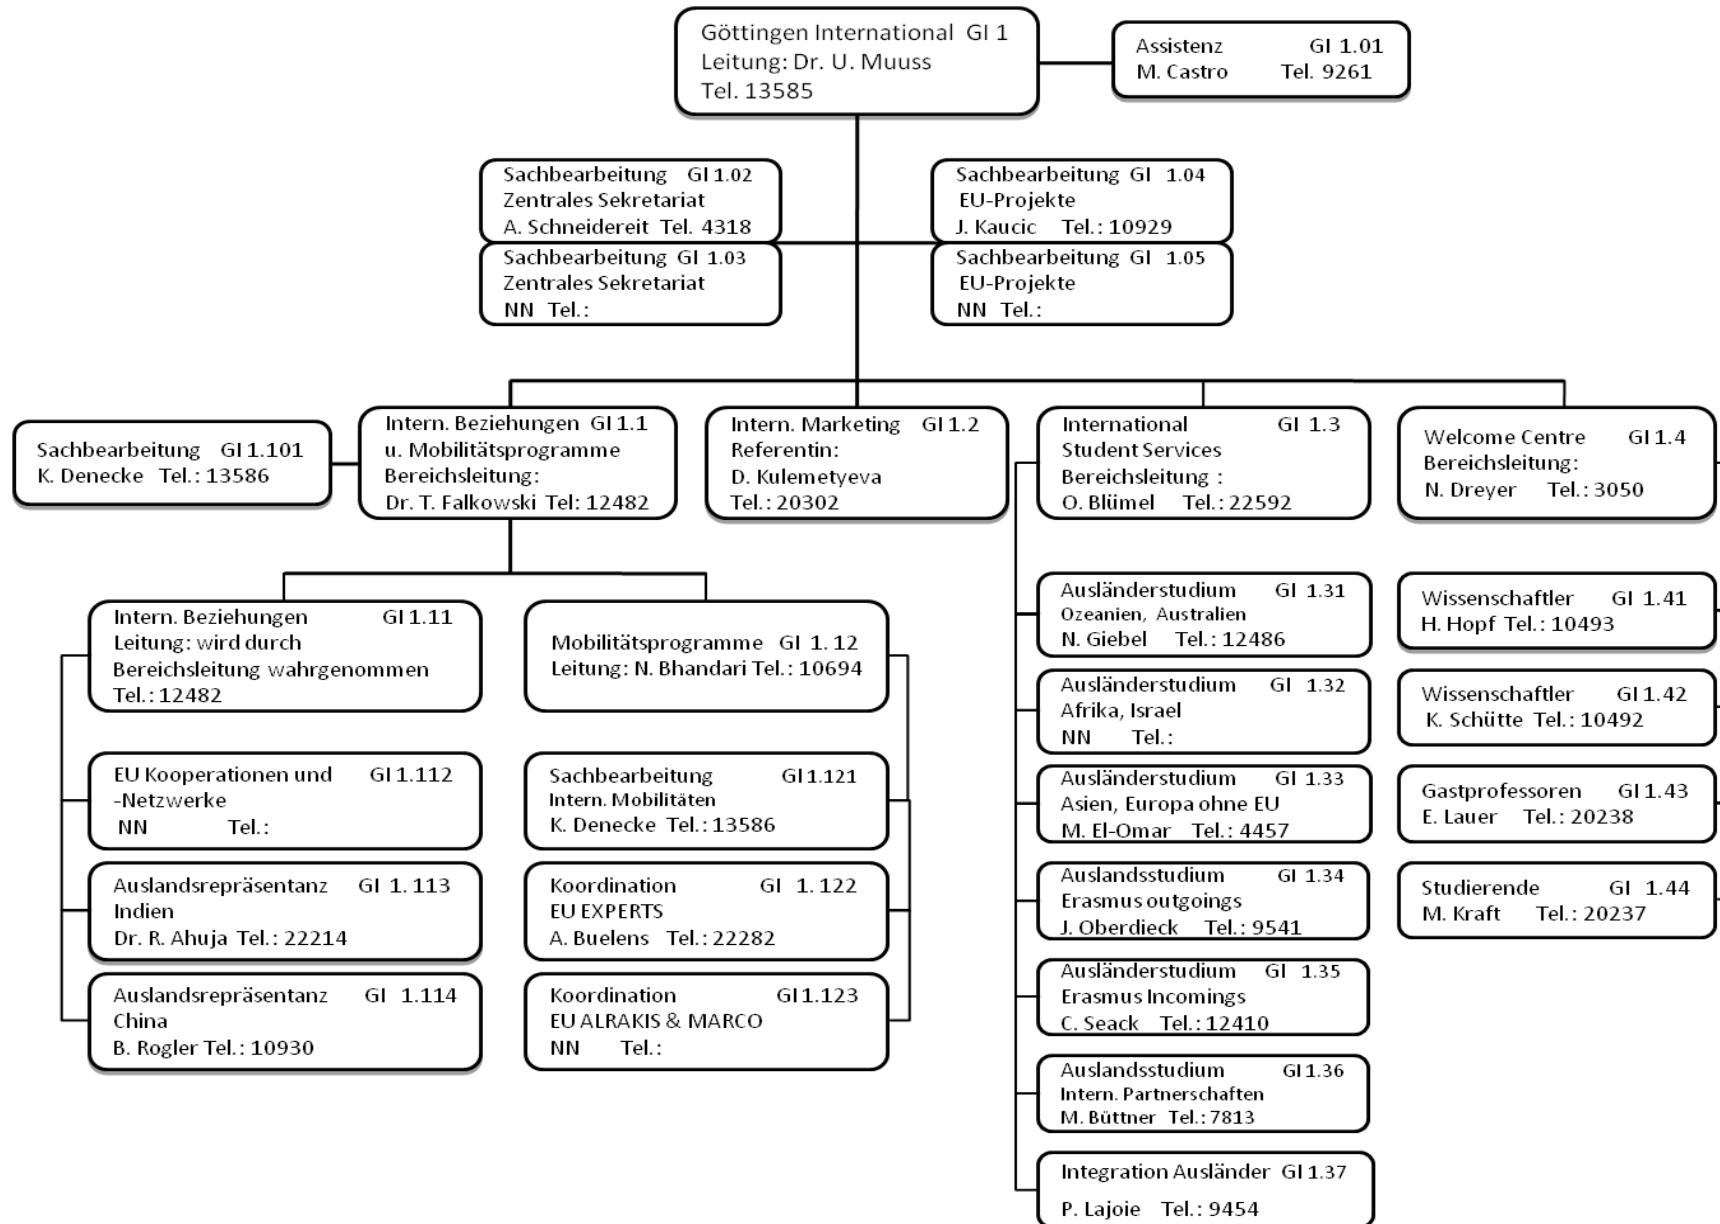 Göttingen International GI 1
Leitung: Dr. U. Muuss
Tel. 13585
Assistenz GI 1.01
M. Castro Tel. 9261
Sachbearbeitung GI 1.02
Zentrales Sekretariat
A. Schneidereit Tel. 4318
Sachbearbeitung GI 1.04
EU-Projekte
J. Kaucic Tel.: 10929
Sachbearbeitung GI 1.03
Zentrales Sekretariat
NN Tel.:
Sachbearbeitung GI 1.05
EU-Projekte
NN Tel.:
Sachbearbeitung GI 1.101
K. Denecke Tel.: 13586
Intern. Beziehungen GI 1.1
u. Mobilitätsprogramme
Bereichsleitung:
Dr. T. Falkowski Tel: 12482
Intern. Marketing GI 1.2
Referentin:
D. Kulemetyeva
Tel.: 20302
International GI 1.3
Student Services
Bereichsleitung :
O. Blümel Tel.: 22592
Welcome Centre GI 1.4
Bereichsleitung:
N. Dreyer Tel.: 3050
Intern. Beziehungen GI 1.11
Leitung: wird durch
Bereichsleitung wahrgenommen
Tel.: 12482
EU Kooperationen und GI 1.112
-Netzwerke
NN Tel.:
Auslandsrepräsentanz GI 1.113
Indien
Dr. R. Ahuja Tel.: 22214
Auslandsrepräsentanz GI 1.114
China
B. Rogler Tel.: 10930
Mobilitätsprogramme GI 1. 12
Leitung: N. Bhandari Tel.: 10694
Sachbearbeitung GI 1.121
Intern. Mobilitäten
K. Denecke Tel.: 13586
Koordination GI 1. 122
EU EXPERTS
A. Buelens Tel.: 22282
Koordination GI 1.123
EU ALRAKIS & MARCO
NN Tel.:
Ausländerstudium GI 1.31
Ozeanien, Australien
N. Giebel Tel.: 12486
Ausländerstudium GI 1.32
Afrika, Israel
NN Tel.:
Ausländerstudium GI 1.33
Asien, Europa ohne EU
M. El-Omar Tel.: 4457
Auslandsstudium GI 1.34
Erasmus outgoings
J. Oberdieck Tel.: 9541
Ausländerstudium GI 1.35
Erasmus Incomings
C. Seack Tel.: 12410
Auslandsstudium GI 1.36
Intern. Partnerschaften
M. Büttner Tel.: 7813
Integration Ausländer GI 1.37
P. Lajoie Tel.: 9454
Wissenschaftler GI 1.41
H. Hopf Tel.: 10493
Wissenschaftler GI 1.42
K. Schütte Tel.: 10492
Gastprofessoren GI 1.43
E. Lauer Tel.: 20238
Studierende GI 1.44
M. Kraft Tel.: 20237